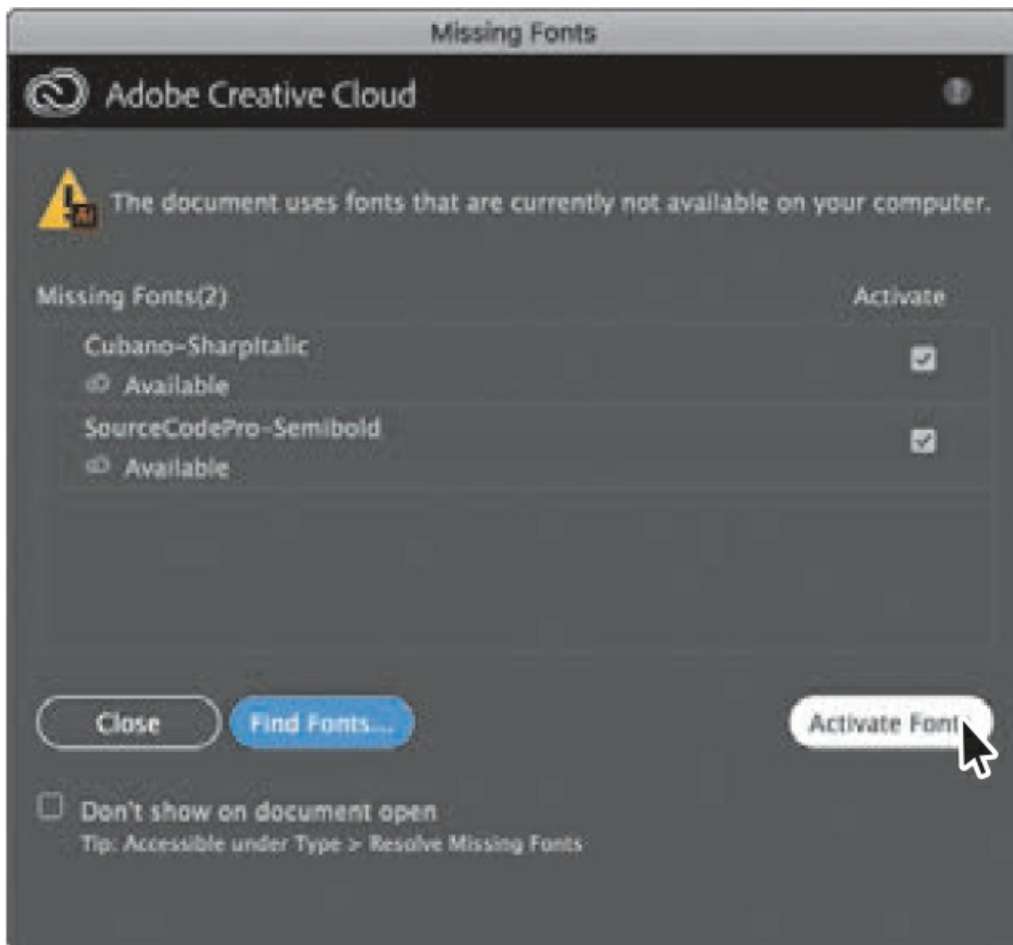 Missing Fonts
Adobe Creative Cloud
The document uses fonts that are currently not available on your computer.
Missing Fonts(2) Activate
Cubano-SharpItalic
Available
SourceCodePro-Semibold
Available
Close Find Fonts... Activate Font
Don't show on document open
Tip: Accessible under Type > Resolve Missing Fonts